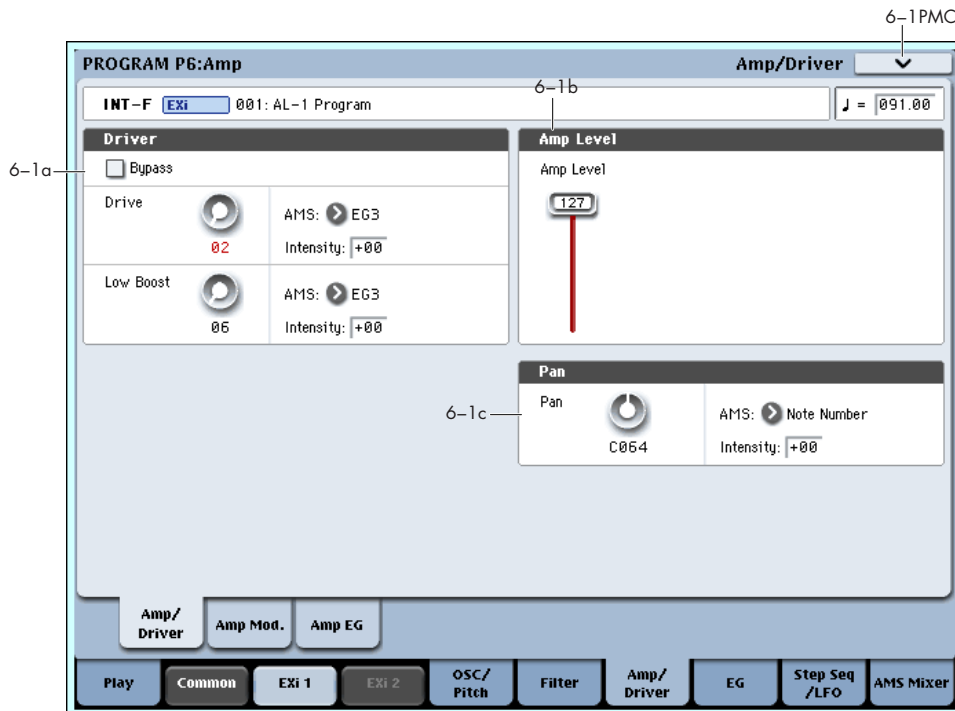 6–1PMC
PROGRAM P6:Amp
Amp/Driver
6–1b
INT–F EXi 001: AL–1 Program
♩ = 091.00
Driver
Amp Level
6–1a
Bypass
Amp Level
Drive
127
AMS: EG3
02
Intensity: +00
Low Boost
AMS: EG3
06
Intensity: +00
Pan
6–1c
Pan
AMS: Note Number
C064
Intensity: +00
Amp/
Driver
Amp Mod.
Amp EG
Play
Common
EXi 1
EXi 2
OSC/
Pitch
Filter
Amp/
Driver
EG
Step Seq
/LFO
AMS Mixer